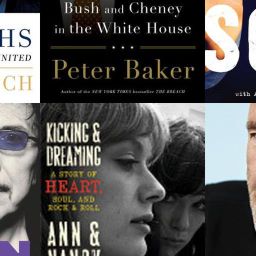 HS
UNITED
CH
Bush and Cheney
in the White House
Peter Baker
Author of the NEW YORK TIMES bestseller THE BREACH
SO
with A
KICKING &
DREAMING
A STORY OF
HEART,
SOUL, AND
ROCK & ROLL
ANN &
NANCY
N